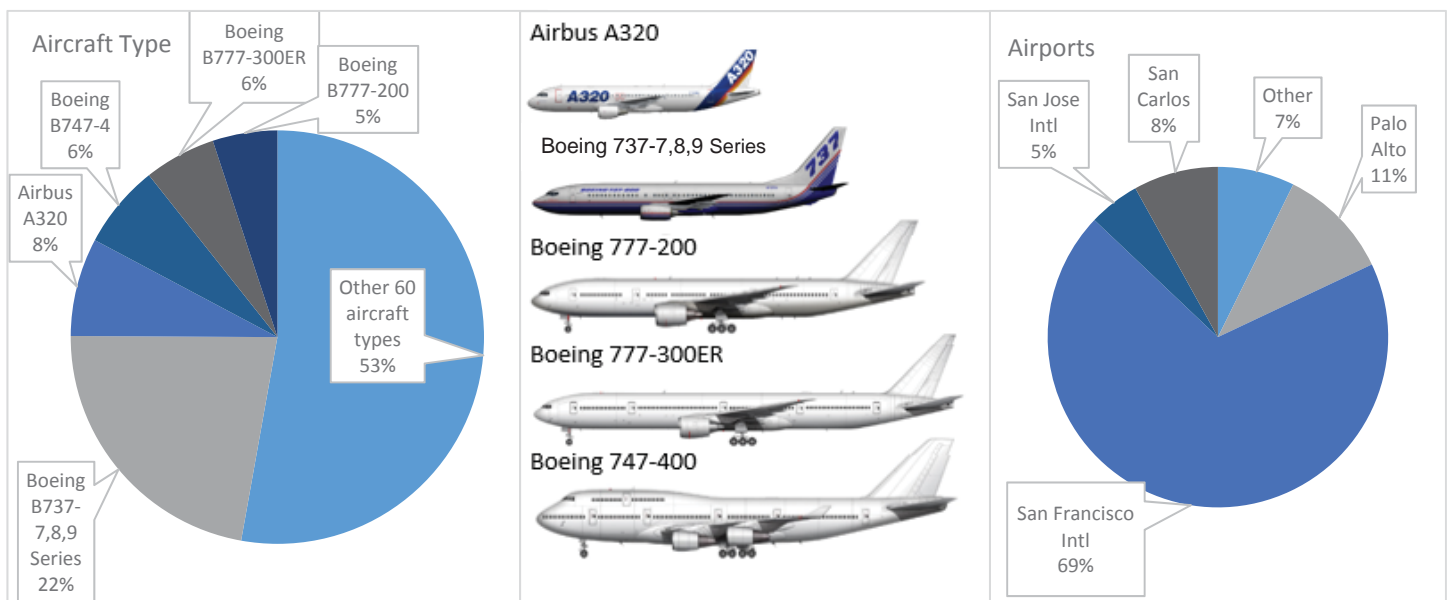 Aircraft Type
Boeing
B777-300ER
6%
Boeing
B777-200
5%
Boeing
B747-4
6%
Airbus
A320
8%
Other 60
aircraft
types
53%
Boeing
B737-
7,8,9
Series
22%
Airbus A320
A320
A320
Boeing 737-7,8,9 Series
737
Boeing 777-200
Boeing 777-300ER
Boeing 747-400
Airports
San Jose
Intl
5%
San
Carlos
8%
Other
7%
Palo
Alto
11%
San Francisco
Intl
69%